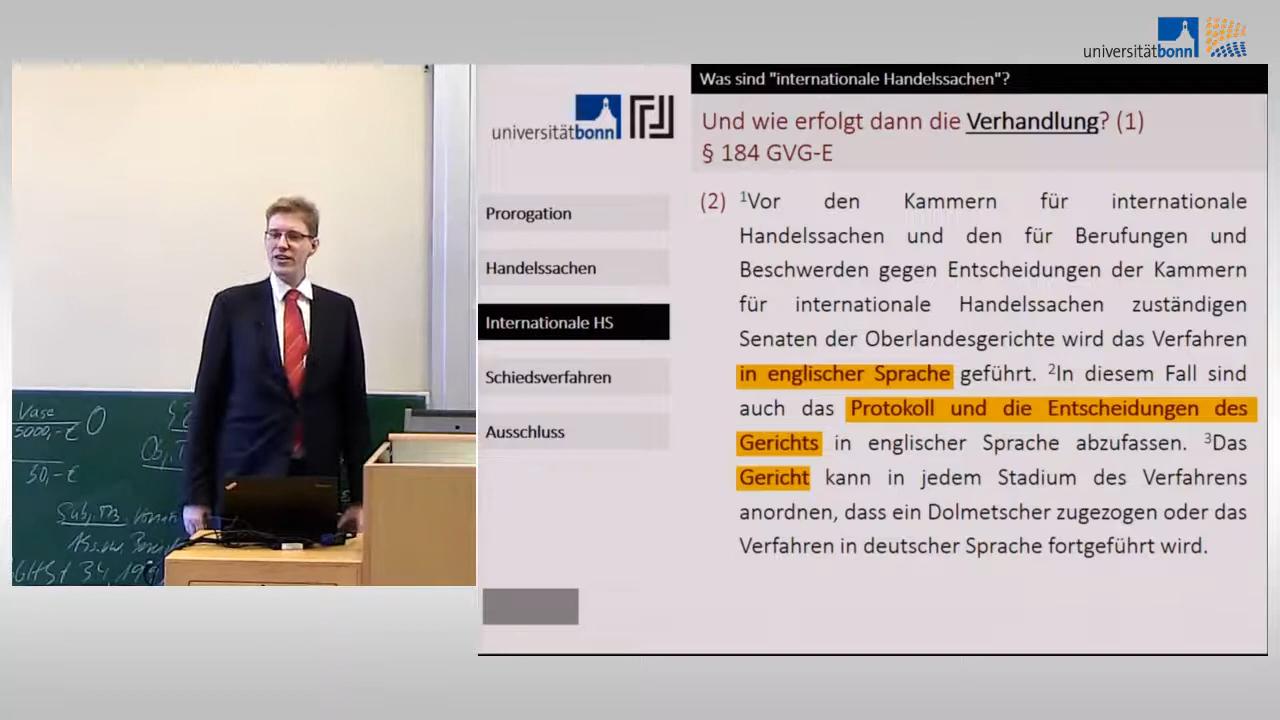 universitätbonn
Was sind "internationale Handelssachen"?
universitätbonn
Und wie erfolgt dann die Verhandlung? (1)
§ 184 GVG-E
Prorogation
Handelssachen
Internationale HS
Schiedsverfahren
Ausschluss
(2) ¹Vor den Kammern für internationale
Handelssachen und den für Berufungen und
Beschwerden gegen Entscheidungen der Kammern
für internationale Handelssachen zuständigen
Senaten der Oberlandesgerichte wird das Verfahren
in englischer Sprache geführt. ²In diesem Fall sind
auch das Protokoll und die Entscheidungen des
Gerichts in englischer Sprache abzufassen. ³Das
Gericht kann in jedem Stadium des Verfahrens
anordnen, dass ein Dolmetscher zugezogen oder das
Verfahren in deutscher Sprache fortgeführt wird.
Vase
5000,-€
50,-€